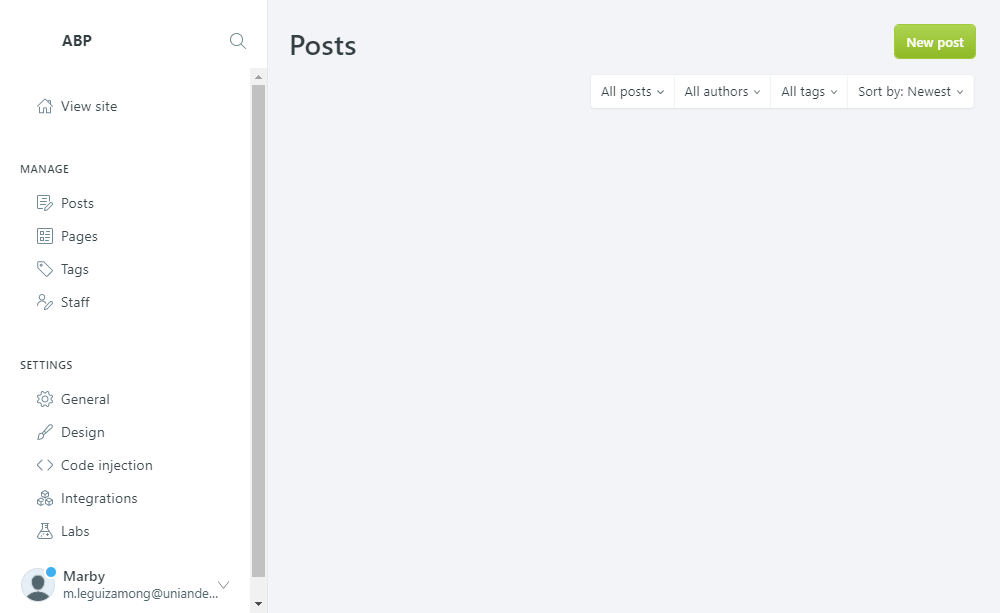 ABP
View site
MANAGE
Posts
Pages
Tags
Staff
SETTINGS
General
Design
Code injection
Integrations
Labs
Marby
m.leguizamong@uniande...
Posts
New post
All posts
All authors
All tags
Sort by: Newest